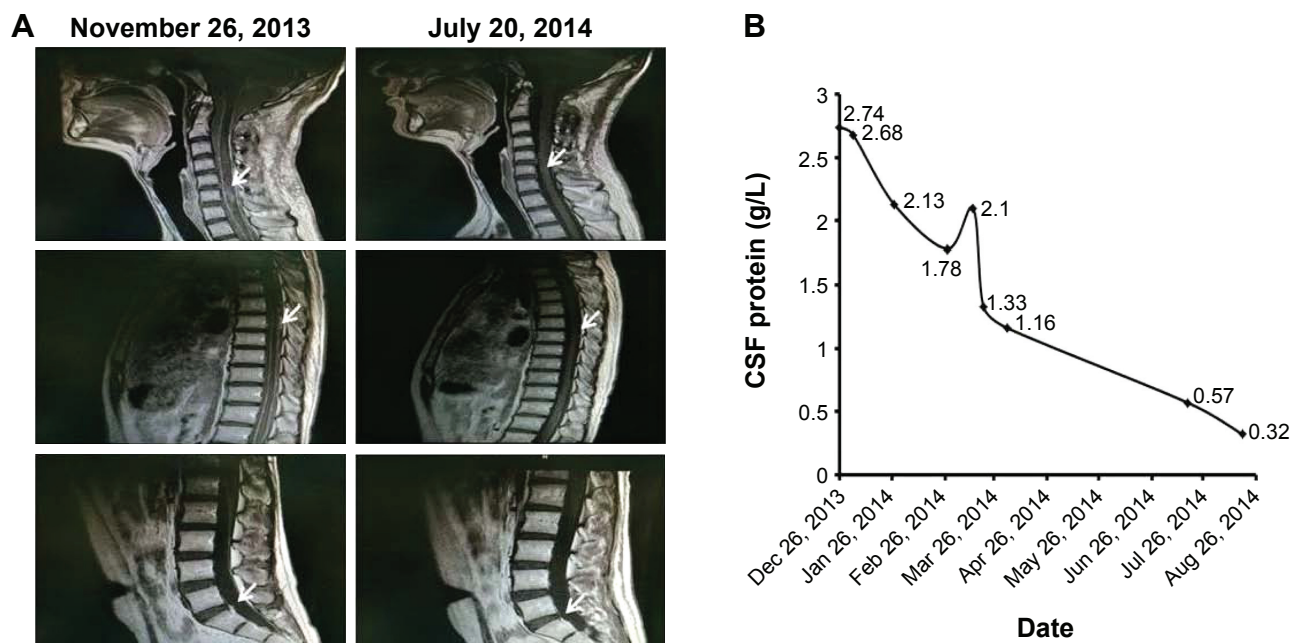 A
November 26, 2013
July 20, 2014
B
CSF protein (g/L)
3
2.5
2
1.5
1
0.5
0
2.74
2.68
2.13
1.78
2.1
1.33
1.16
0.57
0.32
Dec 26, 2013
Jan 26, 2014
Feb 26, 2014
Mar 26, 2014
Apr 26, 2014
May 26, 2014
Jun 26, 2014
Jul 26, 2014
Aug 26, 2014
Date